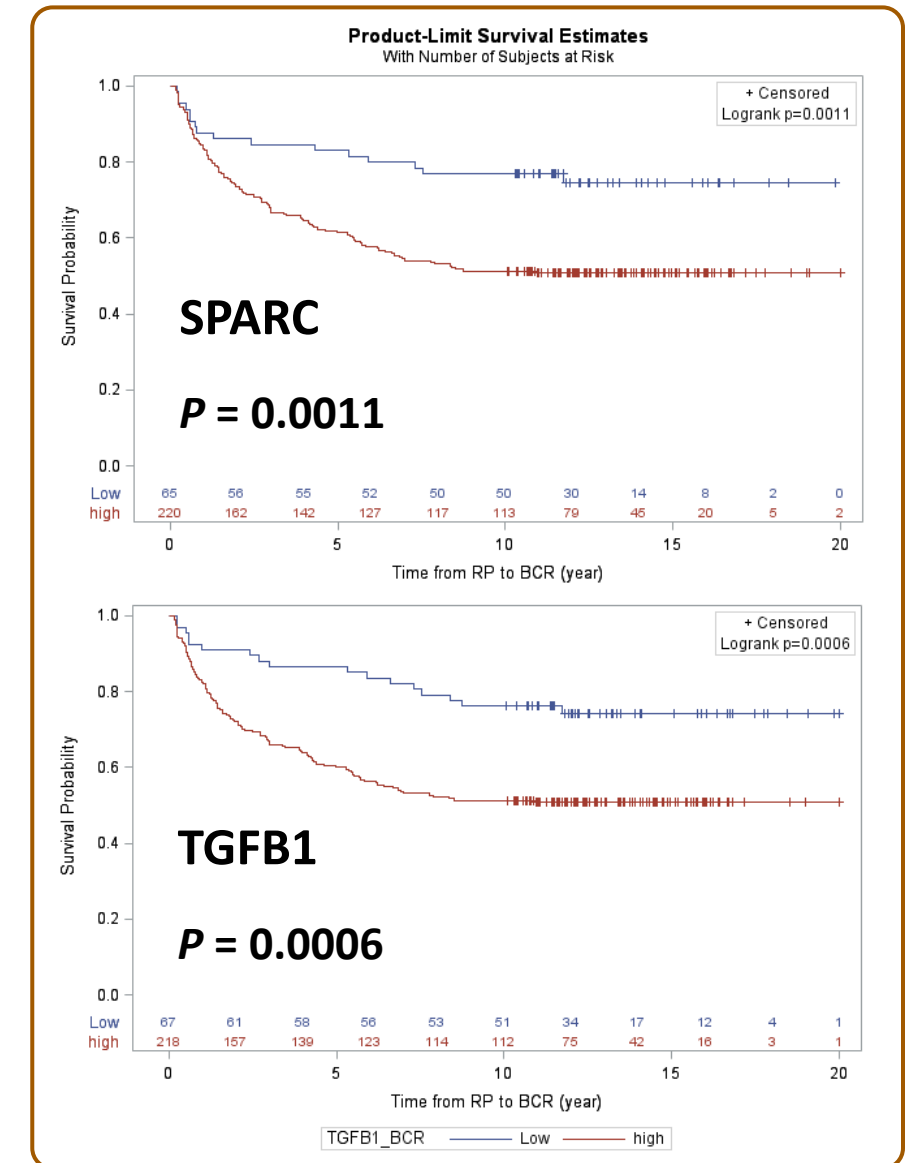 Product-Limit Survival Estimates
With Number of Subjects at Risk
+ Censored
Logrank p=0.0011
1.0
0.8
0.6
0.4
0.2
0.0
Survival Probability
SPARC
P = 0.0011
Low 65 56 55 52 50 50 30 14 8 2 0
high 220 162 142 127 117 113 79 45 20 5 2
0 5 10 15 20
Time from RP to BCR (year)
+ Censored
Logrank p=0.0006
1.0
0.8
0.6
0.4
0.2
0.0
Survival Probability
TGFB1
P = 0.0006
Low 67 61 58 56 53 51 34 17 12 4 1
high 218 157 139 123 114 112 75 42 16 3 1
0 5 10 15 20
Time from RP to BCR (year)
TGFB1_BCR Low high